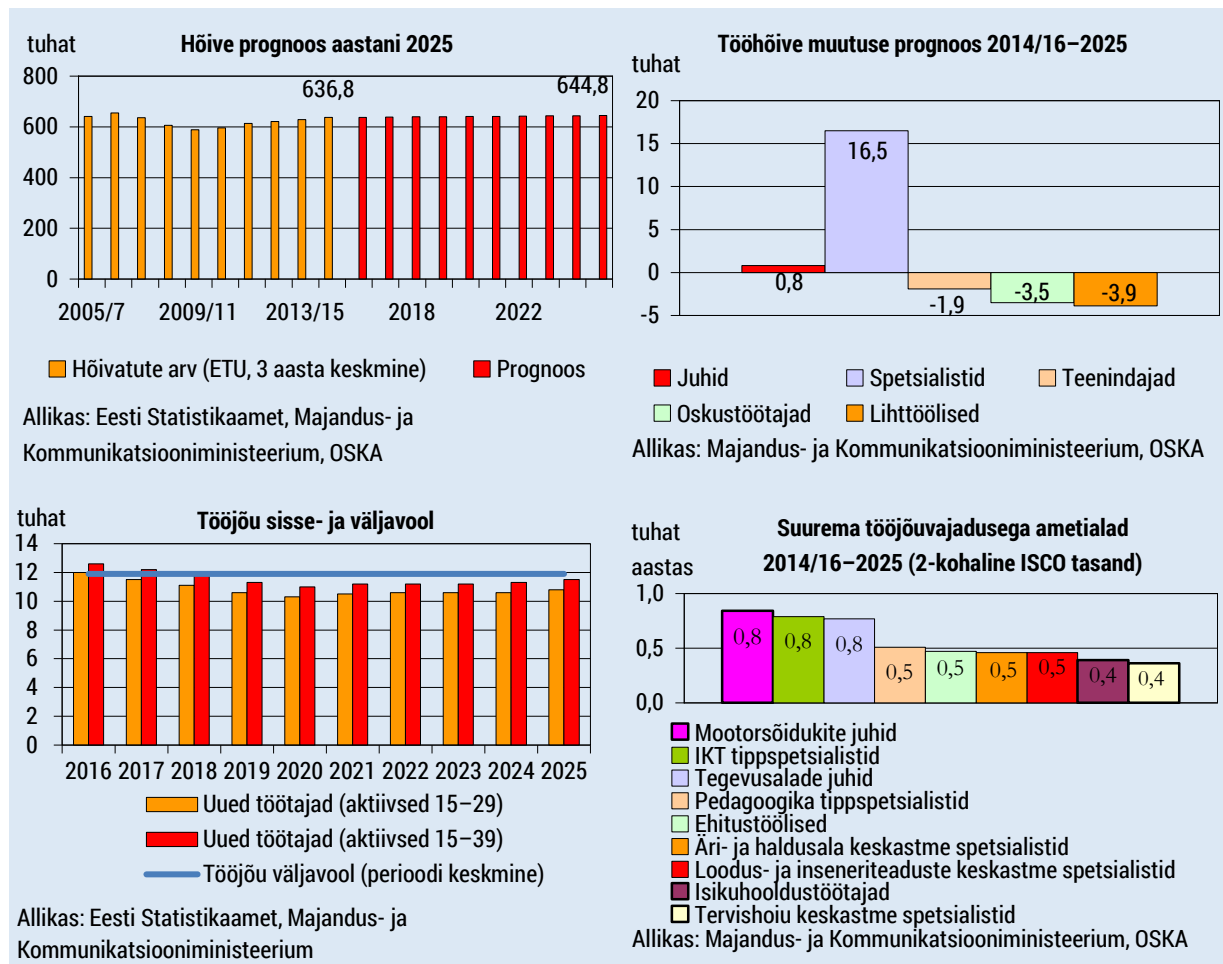 tuhat
Hõive prognoos aastani 2025
800
600
400
200
0
636,8
644,8
2005/7 2009/11 2013/15 2018 2022
Hõivatute arv (ETU, 3 aasta keskmine) Prognoos
Allikas: Eesti Statistikaamet, Majandus- ja
Kommunikatsiooniministeerium, OSKA
Tööhõive muutuse prognoos 2014/16–2025
tuhat
20
15
10
5
0
-5
0,8
16,5
-1,9
-3,5
-3,9
Juhid Spetsialistid Teenindajad
Oskustöötajad Lihttöölised
Allikas: Majandus- ja Kommunikatsiooniministeerium, OSKA
tuhat
Tööjõu sisse- ja väljavool
14
12
10
8
6
4
2
0
2016 2017 2018 2019 2020 2021 2022 2023 2024 2025
Uued töötajad (aktiivsed 15–29)
Uued töötajad (aktiivsed 15–39)
Tööjõu väljavool (perioodi keskmine)
Allikas: Eesti Statistikaamet, Majandus- ja
Kommunikatsiooniministeerium
tuhat
aastas
Suurema tööjõuvajadusega ametialad
2014/16–2025 (2-kohaline ISCO tasand)
1,0
0,5
0,0
0,8 0,8 0,8 0,5 0,5 0,5 0,5 0,4 0,4
Mootorsõidukite juhid
IKT tippspetsialistid
Tegevusalade juhid
Pedagoogika tippspetsialistid
Ehitustöölised
Äri- ja haldusala keskastme spetsialistid
Loodus- ja inseneriteaduste keskastme spetsialistid
Isikuhooldustöötajad
Tervishoiu keskastme spetsialistid
Allikas: Majandus- ja Kommunikatsiooniministeerium, OSKA